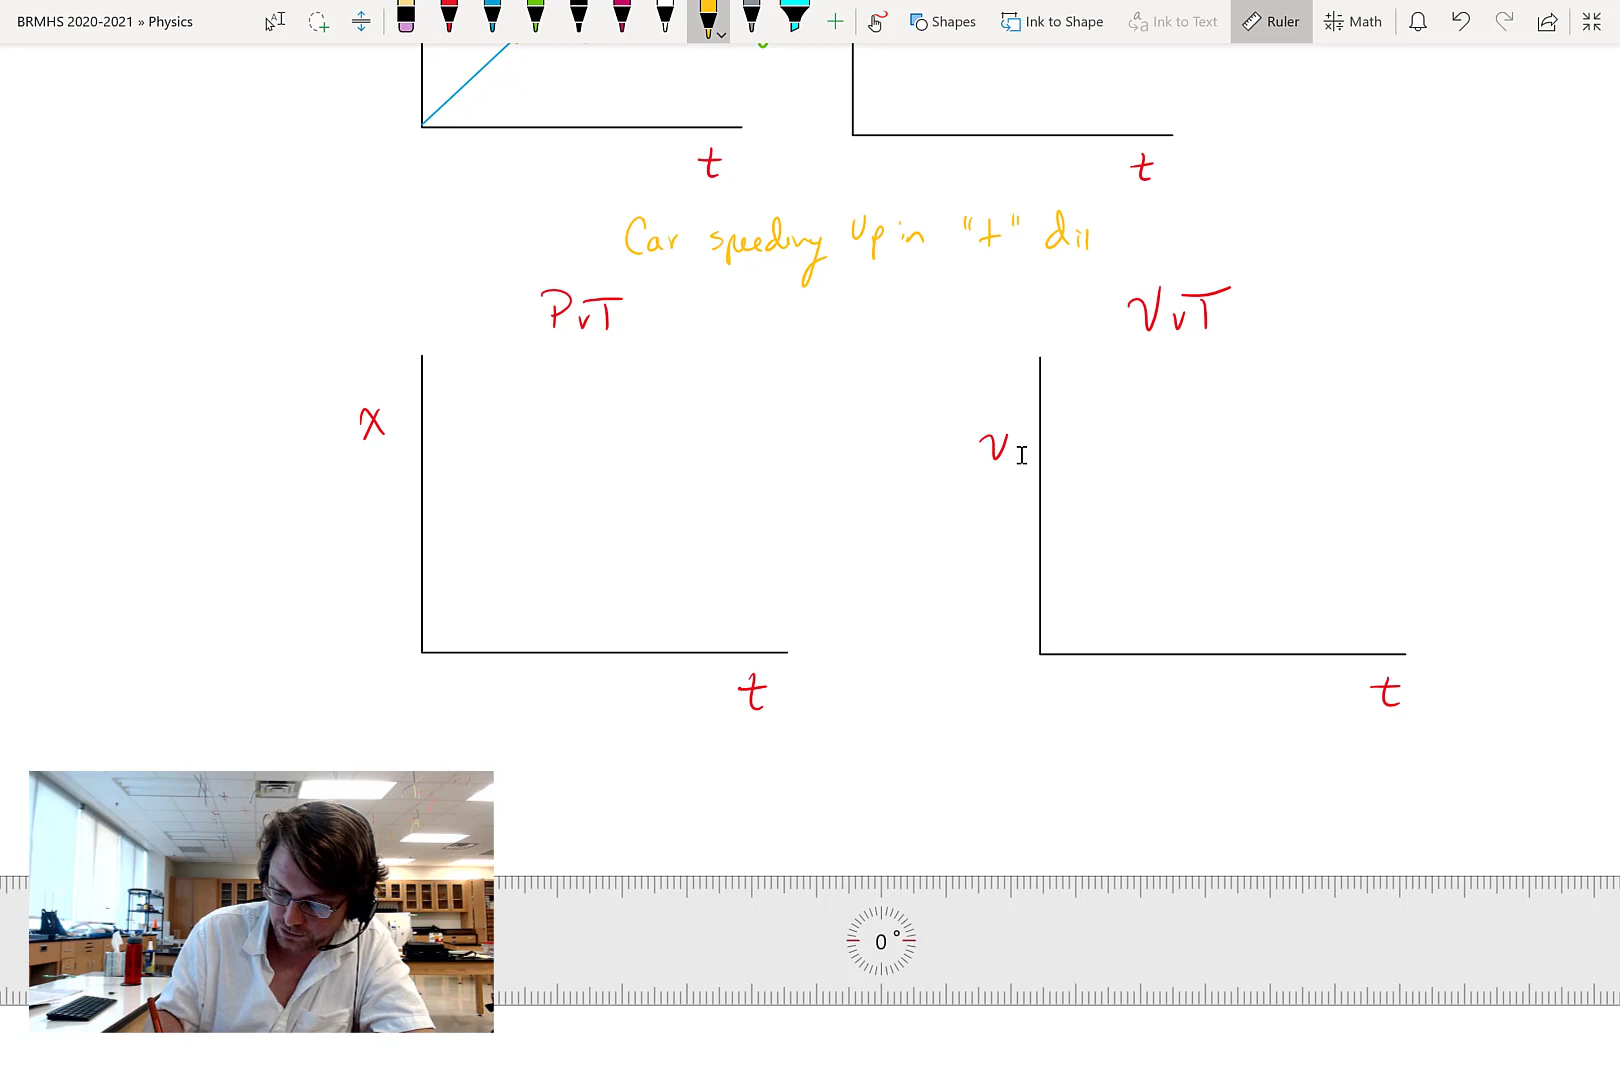 BRMHS 2020-2021 » Physics
Shapes
Ink to Shape
Ink to Text
Ruler
Math
t
t
Car speeding up in "+" dir
PvT
VvT
x
v
t
t
0°